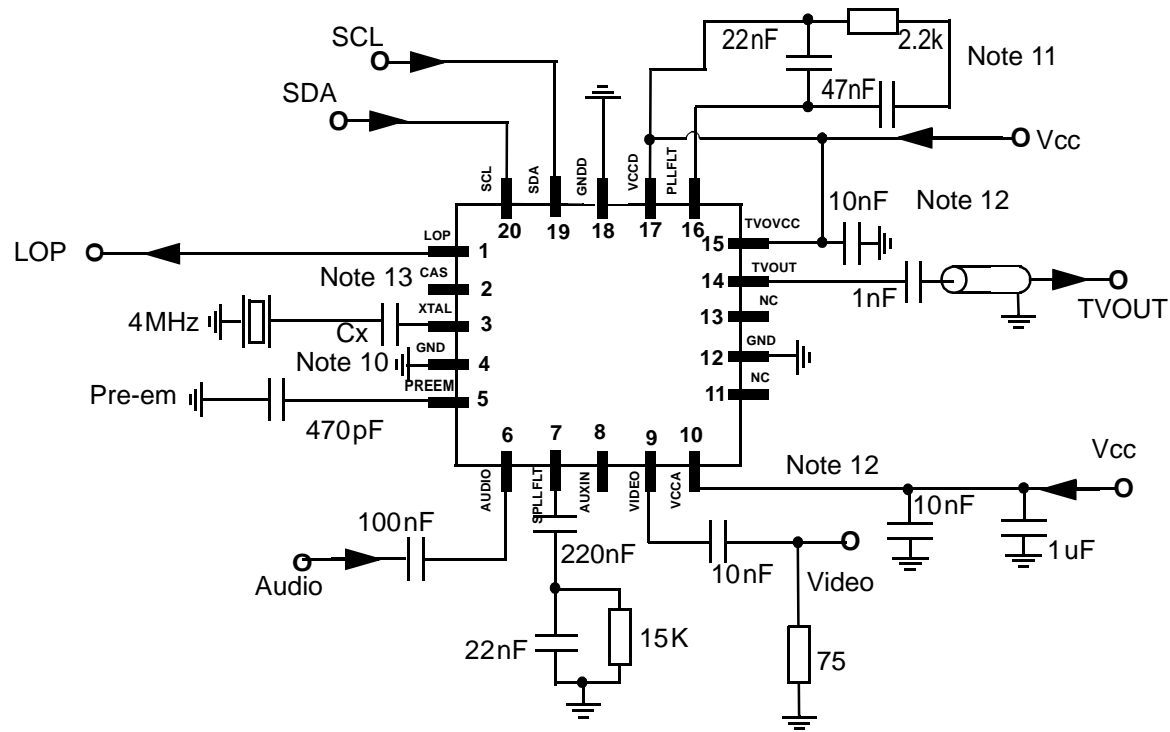 SCL
22nF
2.2k
Note 11
SDA
47nF
Vcc
SCL
SDA
GNDD
VCCD
PLLFLT
10nF
Note 12
20
19
18
17
16
LOP
LOP
1
15
TVOVCC
Note 13
CAS
2
14
TVOUT
1nF
TVOUT
4MHz
Cx
XTAL
3
13
NC
Note 10
GND
4
12
GND
Pre-em
470pF
PREEM
5
11
NC
6
7
8
9
10
AUDIO
SPLLFLT
AUXIN
VIDEO
VCCA
Note 12
Vcc
100nF
10nF
1uF
Audio
220nF
10nF
Video
22nF
15K
75